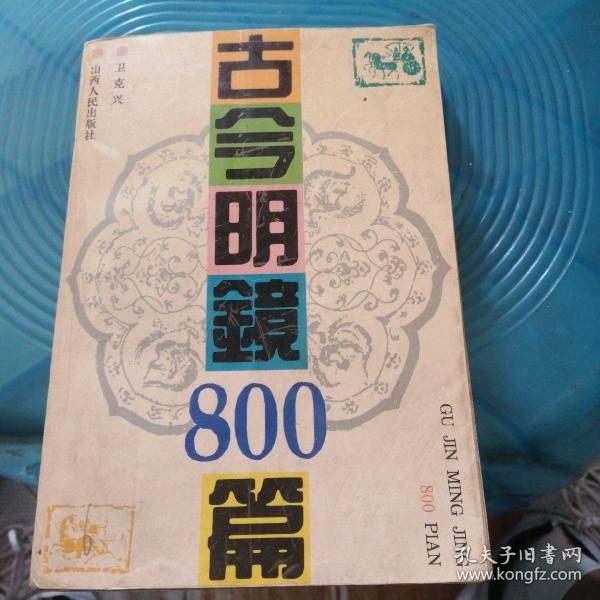 古今明鏡
800
篇
卫克兴
山西人民出版社
GU JIN MING JING
800 PIAN
孔夫子旧书网
www.kongfz.com